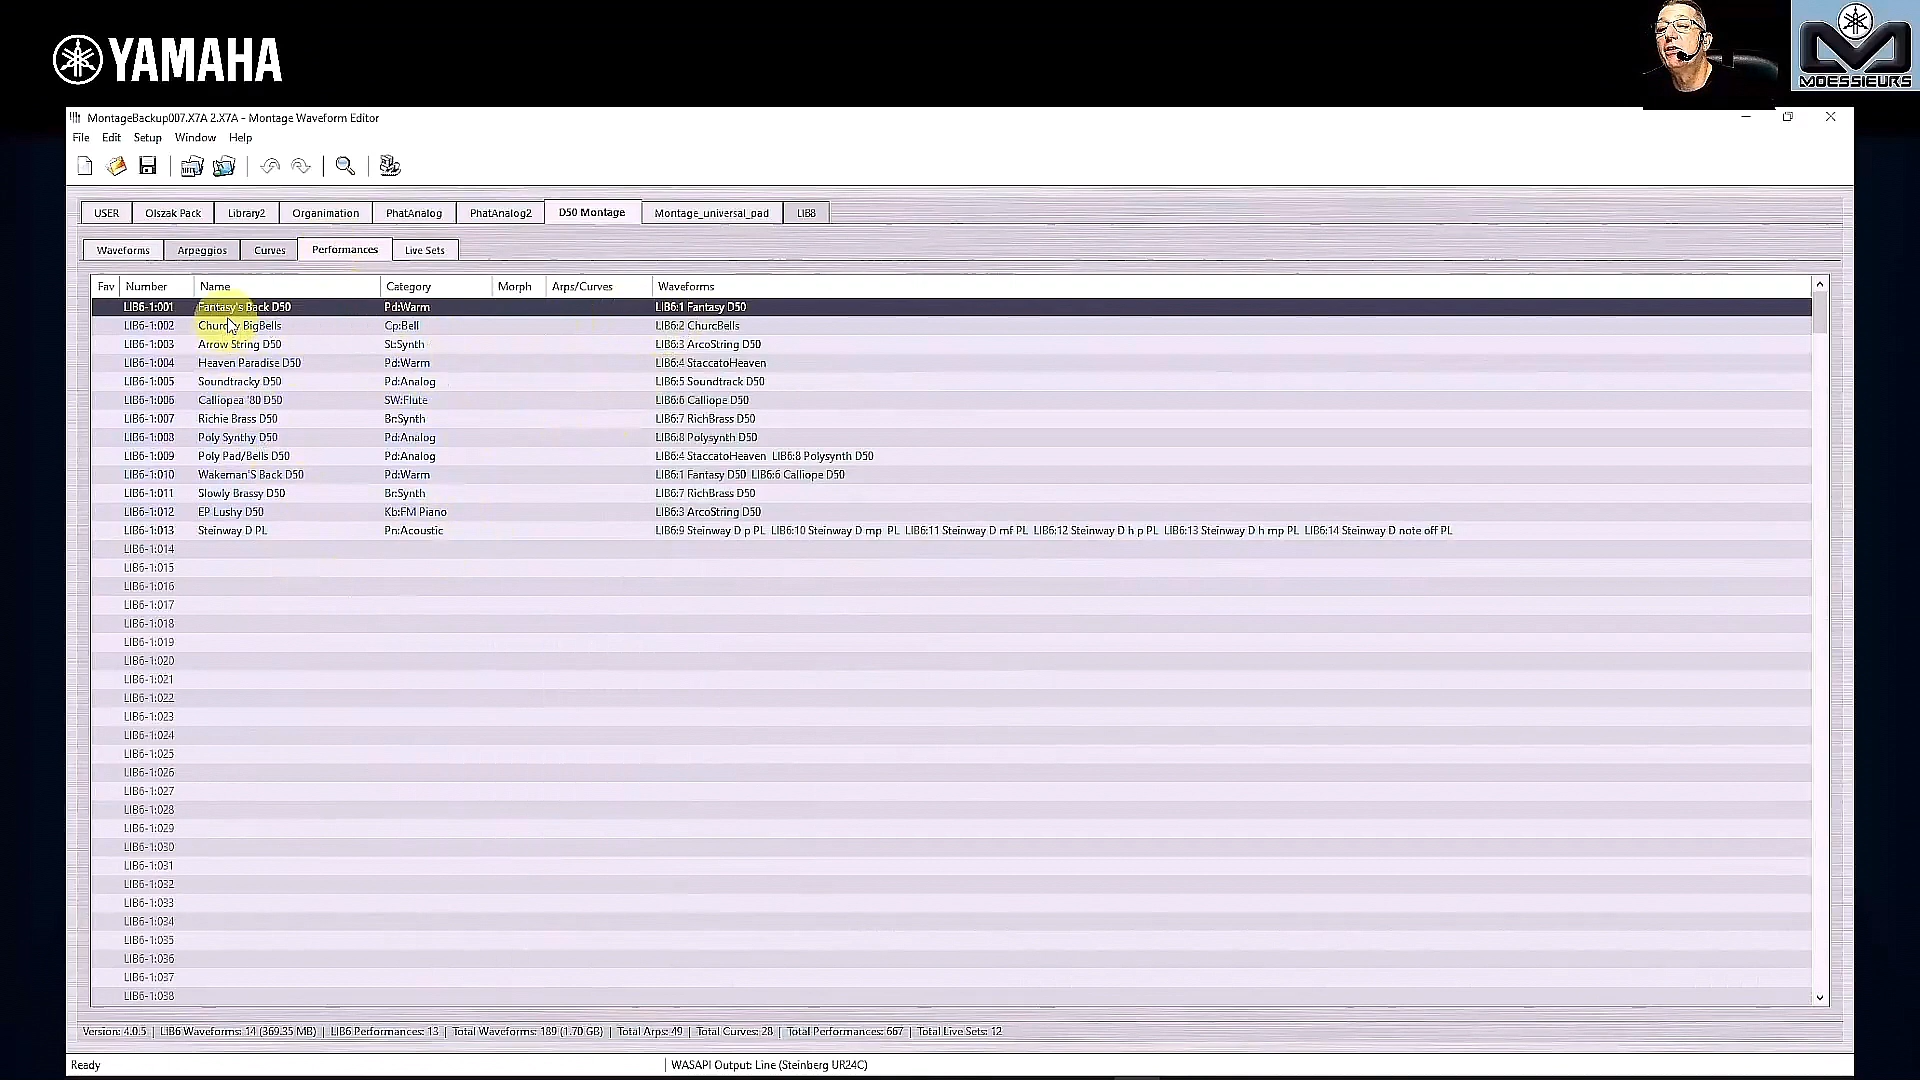 YAMAHA
MOESSIEURS
MontageBackup007.X7A 2.X7A - Montage Waveform Editor
File Edit Setup Window Help
USER Olszak Pack Library2 Organimation PhatAnalog PhatAnalog2 D50 Montage Montage_universal_pad LIB8
Waveforms Arpeggios Curves Performances Live Sets
Fav Number Name Category Morph Arps/Curves Waveforms
LIB6-1:001 Fantasy's Back D50 Pd:Warm LIB6:1 Fantasy D50
LIB6-1:002 Churchy BigBells Cp:Bell LIB6:2 ChurcBells
LIB6-1:003 Arrow String D50 St:Synth LIB6:3 ArcoString D50
LIB6-1:004 Heaven Paradise D50 Pd:Warm LIB6:4 StaccatoHeaven
LIB6-1:005 Soundtracky D50 Pd:Analog LIB6:5 Soundtrack D50
LIB6-1:006 Calliopea '80 D50 SW:Flute LIB6:6 Calliope D50
LIB6-1:007 Richie Brass D50 Br:Synth LIB6:7 RichBrass D50
LIB6-1:008 Poly Synthy D50 Pd:Analog LIB6:8 Polysynth D50
LIB6-1:009 Poly Pad/Bells D50 Pd:Analog LIB6:4 StaccatoHeaven LIB6:8 Polysynth D50
LIB6-1:010 Wakeman'S Back D50 Pd:Warm LIB6:1 Fantasy D50 LIB6:6 Calliope D50
LIB6-1:011 Slowly Brassy D50 Br:Synth LIB6:7 RichBrass D50
LIB6-1:012 EP Lushy D50 Kb:FM Piano LIB6:3 ArcoString D50
LIB6-1:013 Steinway D PL Pn:Acoustic LIB6:9 Steinway D p PL LIB6:10 Steinway D mp PL LIB6:11 Steinway D mf PL LIB6:12 Steinway D h p PL LIB6:13 Steinway D h mp PL LIB6:14 Steinway D note off PL
LIB6-1:014
LIB6-1:015
LIB6-1:016
LIB6-1:017
LIB6-1:018
LIB6-1:019
LIB6-1:020
LIB6-1:021
LIB6-1:022
LIB6-1:023
LIB6-1:024
LIB6-1:025
LIB6-1:026
LIB6-1:027
LIB6-1:028
LIB6-1:029
LIB6-1:030
LIB6-1:031
LIB6-1:032
LIB6-1:033
LIB6-1:034
LIB6-1:035
LIB6-1:036
LIB6-1:037
LIB6-1:038
Version: 4.0.5 | LIB6 Waveforms: 14 (369.35 MB) | LIB6 Performances: 13 | Total Waveforms: 189 (1.70 GB) | Total Arps: 49 | Total Curves: 28 | Total Performances: 667 | Total Live Sets: 12
Ready WASAPI Output: Line (Steinberg UR24C)